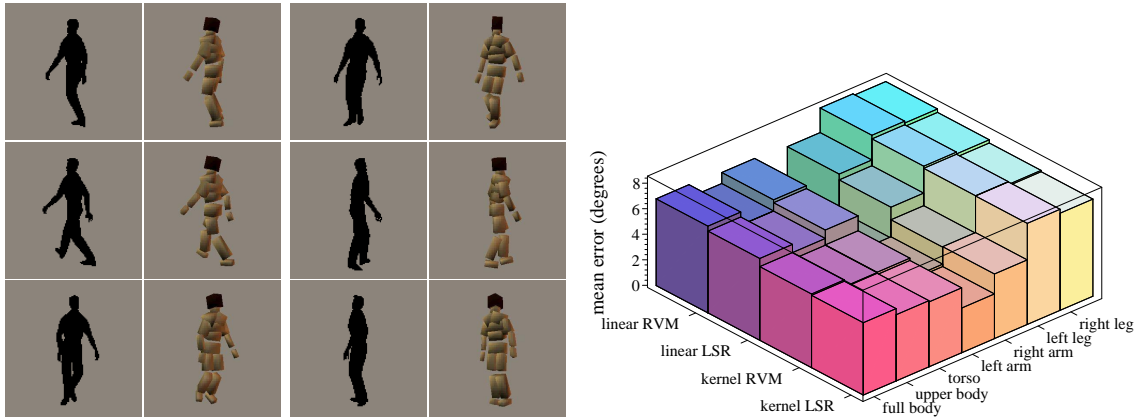 mean error (degrees)
8
6
4
2
0
linear RVM
linear LSR
kernel RVM
kernel LSR
full body
upper body
torso
left arm
right arm
left leg
right leg